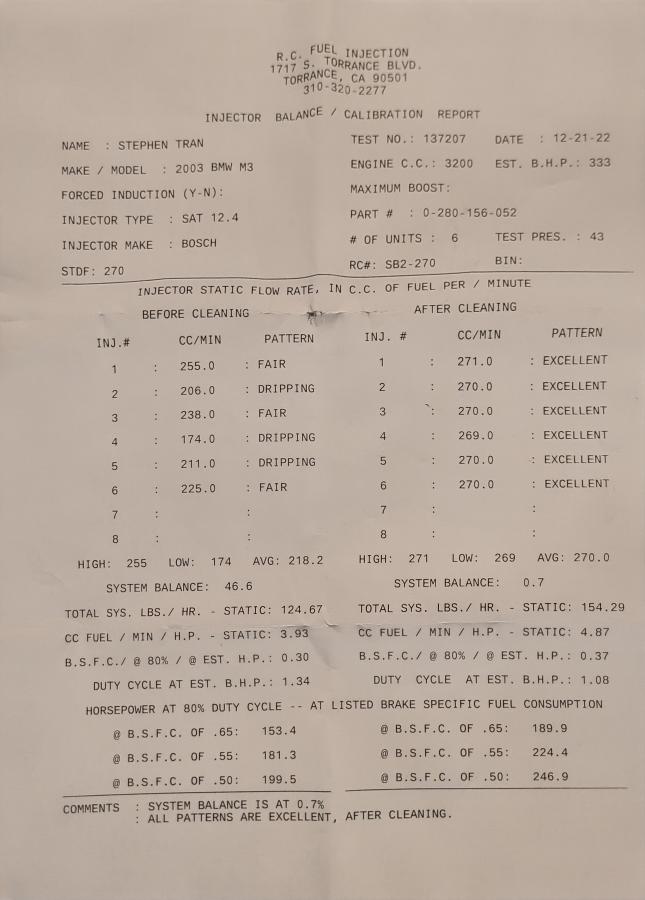 R.C. FUEL INJECTION
1717 S. TORRANCE BLVD.
TORRANCE, CA 90501
310-320-2277
INJECTOR BALANCE / CALIBRATION REPORT
NAME : STEPHEN TRAN TEST NO.: 137207 DATE : 12-21-22
MAKE / MODEL : 2003 BMW M3 ENGINE C.C.: 3200 EST. B.H.P.: 333
FORCED INDUCTION (Y-N): MAXIMUM BOOST:
INJECTOR TYPE : SAT 12.4 PART # : 0-280-156-052
INJECTOR MAKE : BOSCH # OF UNITS : 6 TEST PRES. : 43
STDF: 270 RC#: SB2-270 BIN:
INJECTOR STATIC FLOW RATE, IN C.C. OF FUEL PER / MINUTE
BEFORE CLEANING AFTER CLEANING
INJ.# CC/MIN PATTERN INJ. # CC/MIN PATTERN
1 : 255.0 : FAIR 1 : 271.0 : EXCELLENT
2 : 206.0 : DRIPPING 2 : 270.0 : EXCELLENT
3 : 238.0 : FAIR 3 : 270.0 : EXCELLENT
4 : 174.0 : DRIPPING 4 : 269.0 : EXCELLENT
5 : 211.0 : DRIPPING 5 : 270.0 : EXCELLENT
6 : 225.0 : FAIR 6 : 270.0 : EXCELLENT
7 : : 7 : :
8 : : 8 : :
HIGH: 255 LOW: 174 AVG: 218.2 HIGH: 271 LOW: 269 AVG: 270.0
SYSTEM BALANCE: 46.6 SYSTEM BALANCE: 0.7
TOTAL SYS. LBS./ HR. - STATIC: 124.67 TOTAL SYS. LBS./ HR. - STATIC: 154.29
CC FUEL / MIN / H.P. - STATIC: 3.93 CC FUEL / MIN / H.P. - STATIC: 4.87
B.S.F.C./ @ 80% / @ EST. H.P.: 0.30 B.S.F.C./ @ 80% / @ EST. H.P.: 0.37
DUTY CYCLE AT EST. B.H.P.: 1.34 DUTY CYCLE AT EST. B.H.P.: 1.08
HORSEPOWER AT 80% DUTY CYCLE -- AT LISTED BRAKE SPECIFIC FUEL CONSUMPTION
@ B.S.F.C. OF .65: 153.4 @ B.S.F.C. OF .65: 189.9
@ B.S.F.C. OF .55: 181.3 @ B.S.F.C. OF .55: 224.4
@ B.S.F.C. OF .50: 199.5 @ B.S.F.C. OF .50: 246.9
COMMENTS : SYSTEM BALANCE IS AT 0.7%
: ALL PATTERNS ARE EXCELLENT, AFTER CLEANING.